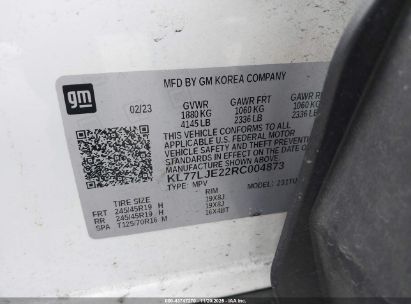 gm
MFD BY GM KOREA COMPANY
02/23 GVWR GAWR FRT GAWR RR
1880 KG 1060 KG 1060 KG
4145 LB 2336 LB 2336 LB
THIS VEHICLE CONFORMS TO ALL
APPLICABLE U.S. FEDERAL MOTOR
VEHICLE SAFETY AND THEFT
PREVENTION STANDARDS IN EFFECT ON THE DATE OF
MANUFACTURE SHOWN ABOVE.
KL77LJE22RC004873
TYPE: MPV MODEL:
TIRE SIZE RIM
FRT 245/45R19 H 19X8J
RR 245/45R19 H 19X8J
SPA T125/70R16 M 16X4BT